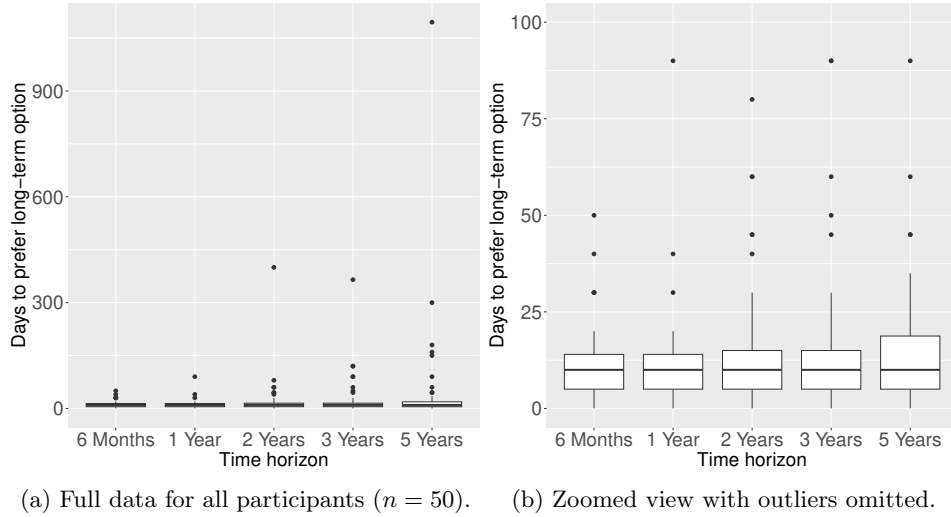 Days to prefer long−term option
900
600
300
0
6 Months 1 Year 2 Years 3 Years 5 Years
Time horizon
(a) Full data for all participants (n = 50).
Days to prefer long−term option
100
75
50
25
0
6 Months 1 Year 2 Years 3 Years 5 Years
Time horizon
(b) Zoomed view with outliers omitted.